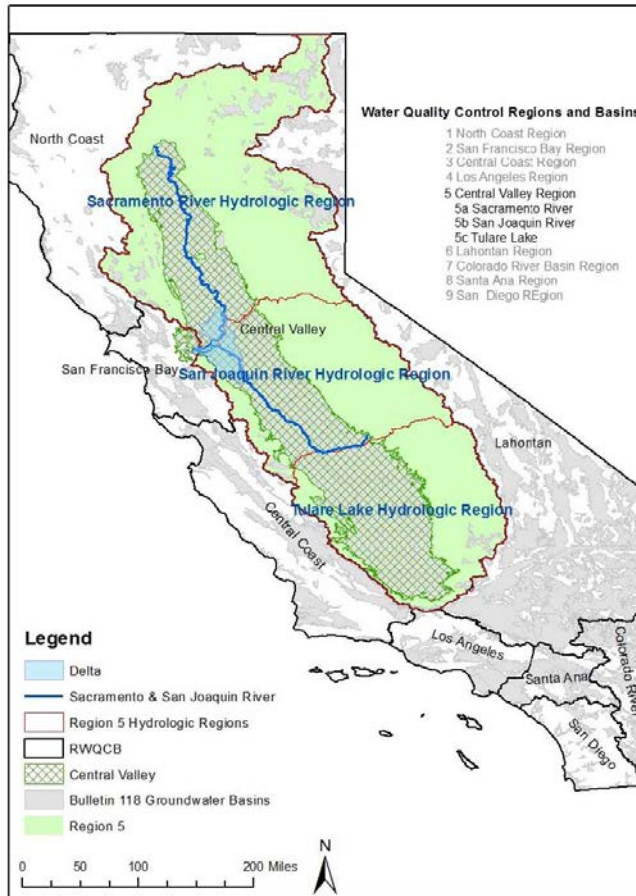 Water Quality Control Regions and Basins
1 North Coast Region
2 San Francisco Bay Region
3 Central Coast Region
4 Los Angeles Region
5 Central Valley Region
5a Sacramento River
5b San Joaquin River
5c Tulare Lake
6 Lahontan Region
7 Colorado River Basin Region
8 Santa Ana Region
9 San Diego REgion
North Coast
Sacramento River Hydrologic Region
Central Valley
San Francisco Bay
San Joaquin River Hydrologic Region
Lahontan
Tulare Lake Hydrologic Region
Central Coast
Los Angeles
Santa Ana
Colorado River
San Diego
Legend
Delta
Sacramento & San Joaquin River
Region 5 Hydrologic Regions
RWQCB
Central Valley
Bulletin 118 Groundwater Basins
Region 5
0 50 100 200 Miles
N